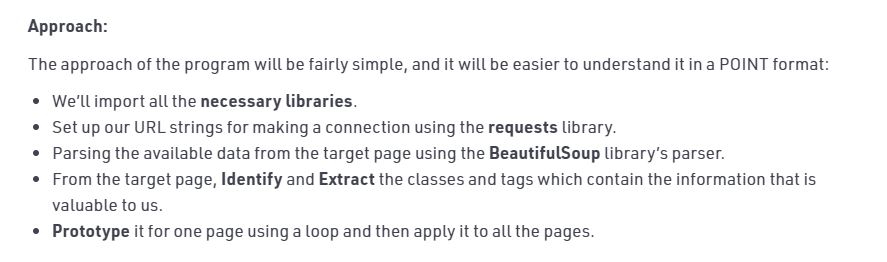 Approach:
The approach of the program will be fairly simple, and it will be easier to understand it in a POINT format:
• We’ll import all the necessary libraries.
• Set up our URL strings for making a connection using the requests library.
• Parsing the available data from the target page using the BeautifulSoup library’s parser.
• From the target page, Identify and Extract the classes and tags which contain the information that is
valuable to us.
• Prototype it for one page using a loop and then apply it to all the pages.